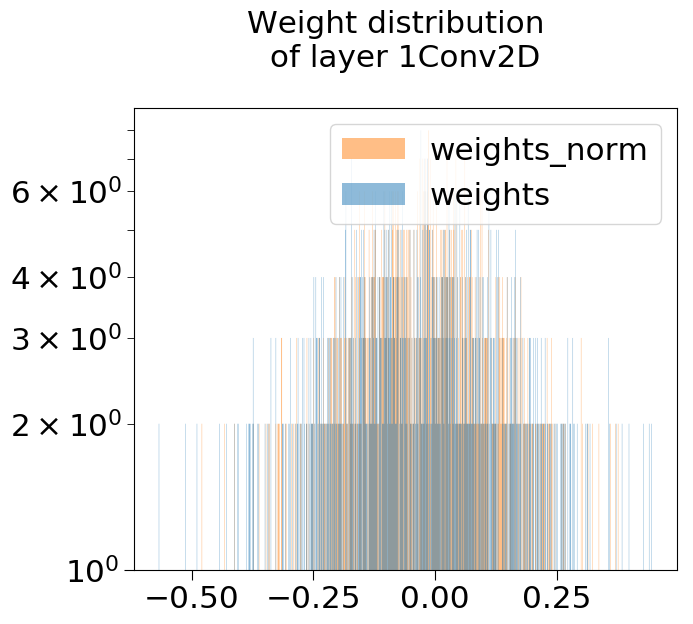 Weight distribution
of layer 1Conv2D
weights_norm
weights
6 × 10⁰
4 × 10⁰
3 × 10⁰
2 × 10⁰
10⁰
−0.50
−0.25
0.00
0.25